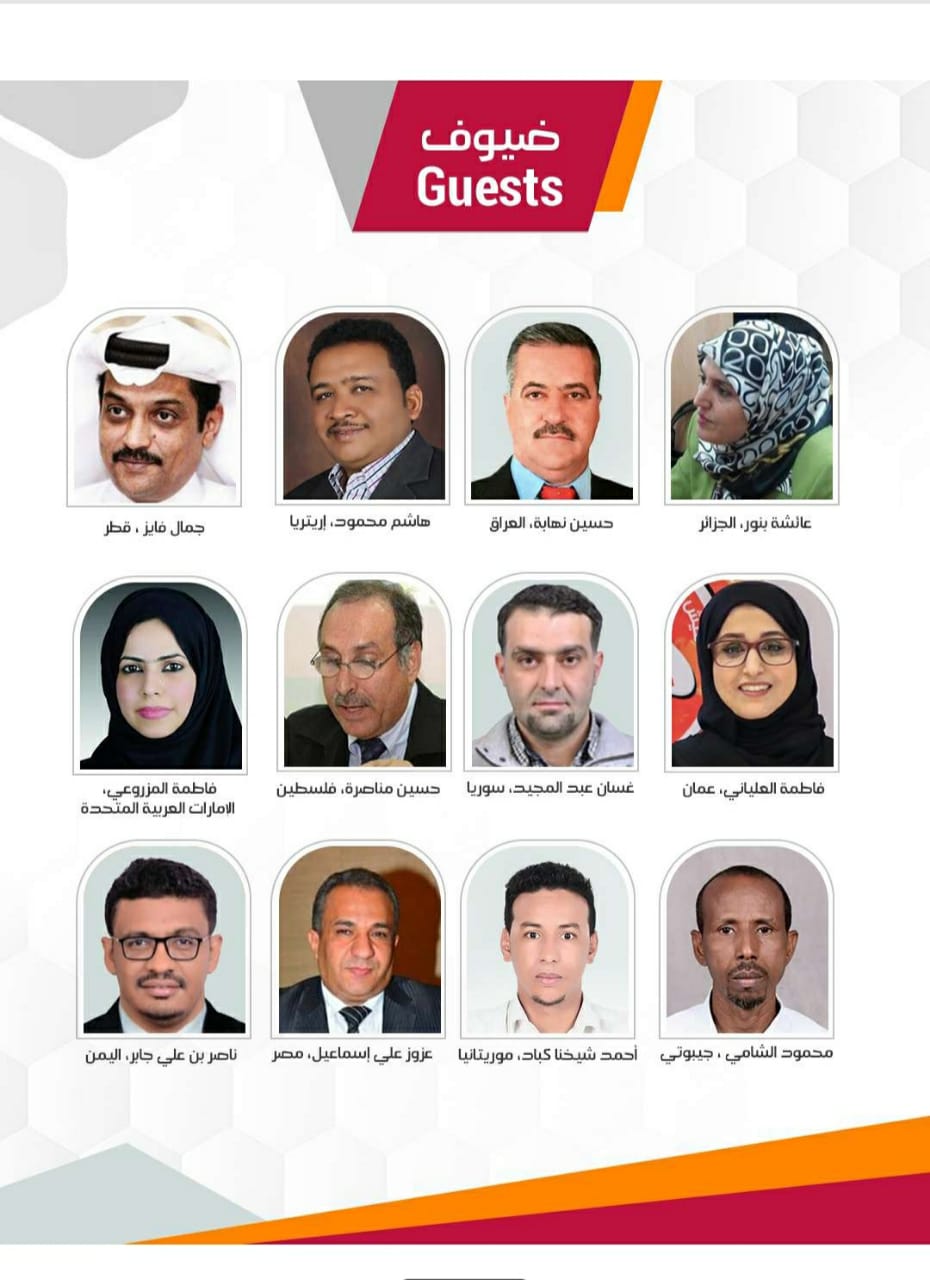 ضيوف
Guests
عائشة بنور، الجزائر
حسين نهابة، العراق
هاشم محمود، إريتريا
جمال فايز ، قطر
فاطمة العلياني، عمان
غسان عبد المجيد، سوريا
حسين مناصرة، فلسطين
فاطمة المزروعي،
الإمارات العربية المتحدة
محمود الشامي ، جيبوتي
أحمد شيخنا كباد، موريتانيا
عزوز علي إسماعيل، مصر
ناصر بن علي جابر، اليمن